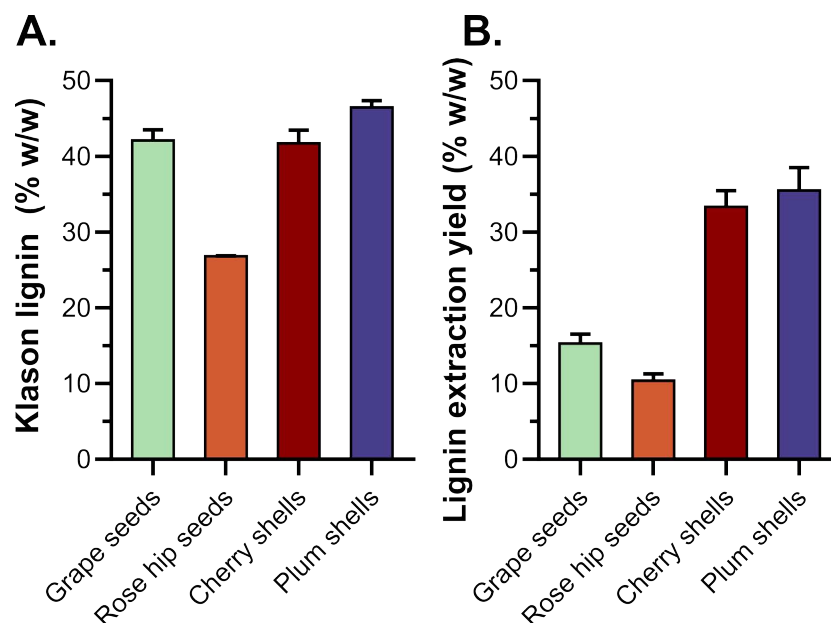 A.
Klason lignin (% w/w)
50
40
30
20
10
0
Grape seeds
Rose hip seeds
Cherry shells
Plum shells
B.
Lignin extraction yield (% w/w)
50
40
30
20
10
0
Grape seeds
Rose hip seeds
Cherry shells
Plum shells